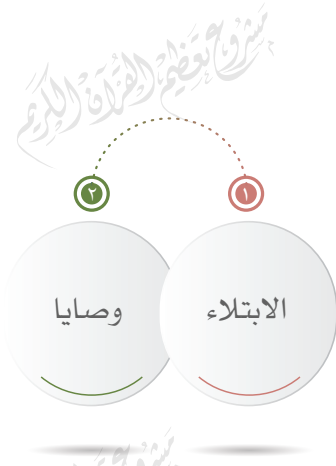 مشروع تعظيم القرآن الكريم
١
٢
الابتلاء
وصايا